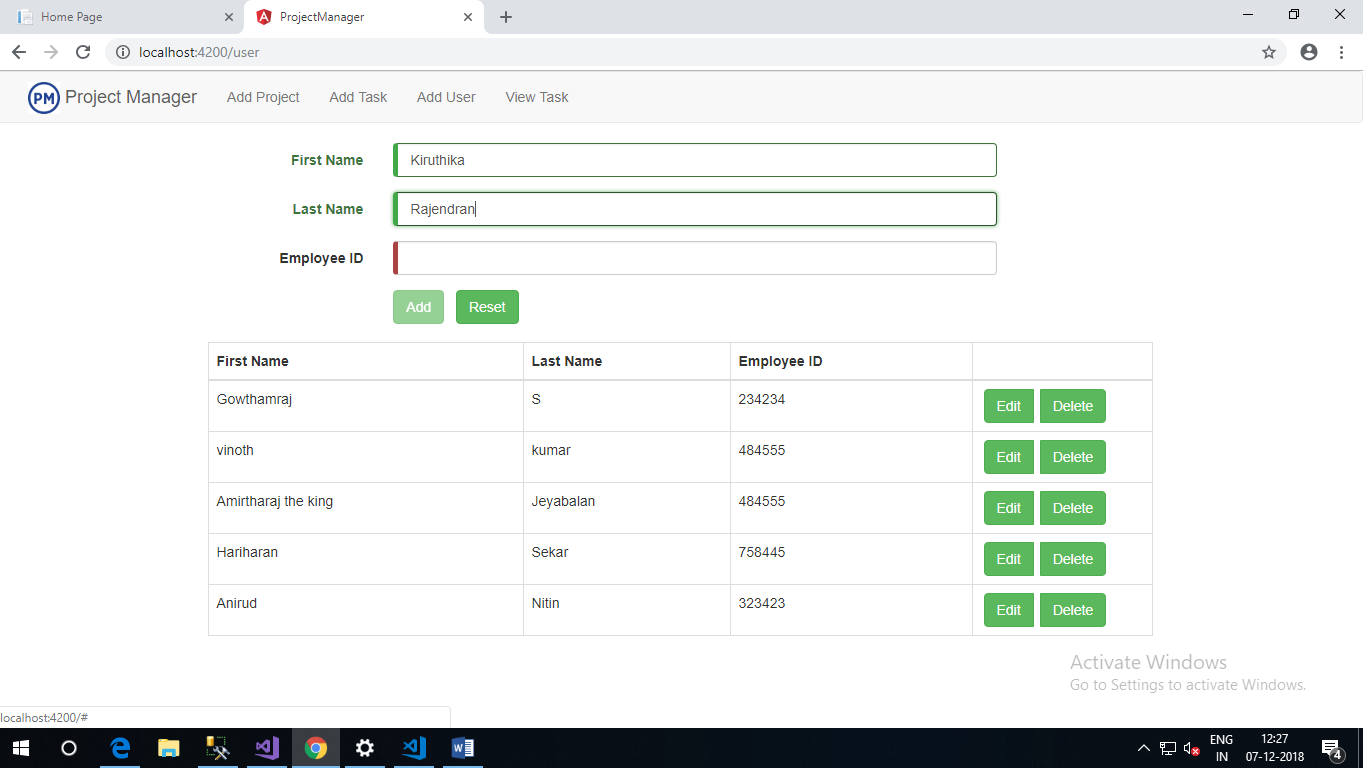 Home Page
ProjectManager
localhost:4200/user
PM Project Manager Add Project Add Task Add User View Task
First Name Kiruthika
Last Name Rajendran
Employee ID
Add Reset
First Name Last Name Employee ID
Gowthamraj S 234234 Edit Delete
vinoth kumar 484555 Edit Delete
Amirtharaj the king Jeyabalan 484555 Edit Delete
Hariharan Sekar 758445 Edit Delete
Anirud Nitin 323423 Edit Delete
Activate Windows
Go to Settings to activate Windows.
localhost:4200/#
ENG
IN
12:27
07-12-2018
4